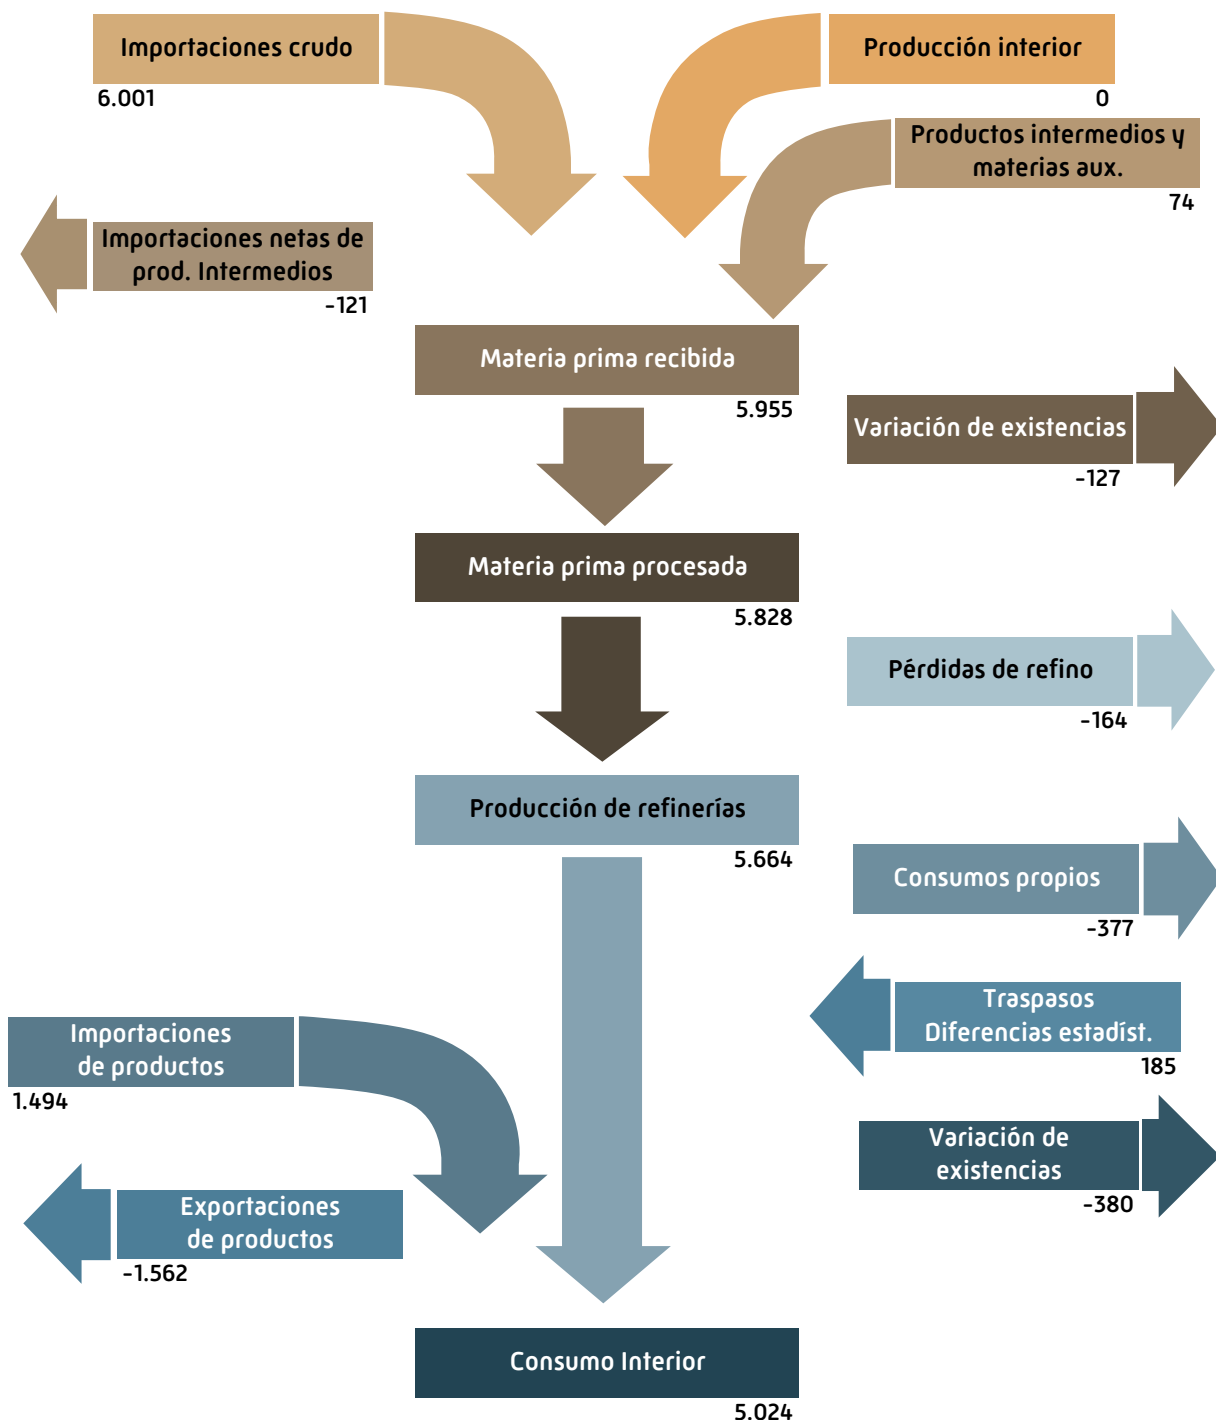 Importaciones crudo
6.001
Producción interior
0
Productos intermedios y
materias aux.
74
Importaciones netas de
prod. Intermedios
-121
Materia prima recibida
5.955
Variación de existencias
-127
Materia prima procesada
5.828
Pérdidas de refino
-164
Producción de refinerías
5.664
Consumos propios
-377
Traspasos
Diferencias estadíst.
185
Importaciones
de productos
1.494
Variación de
existencias
-380
Exportaciones
de productos
-1.562
Consumo Interior
5.024